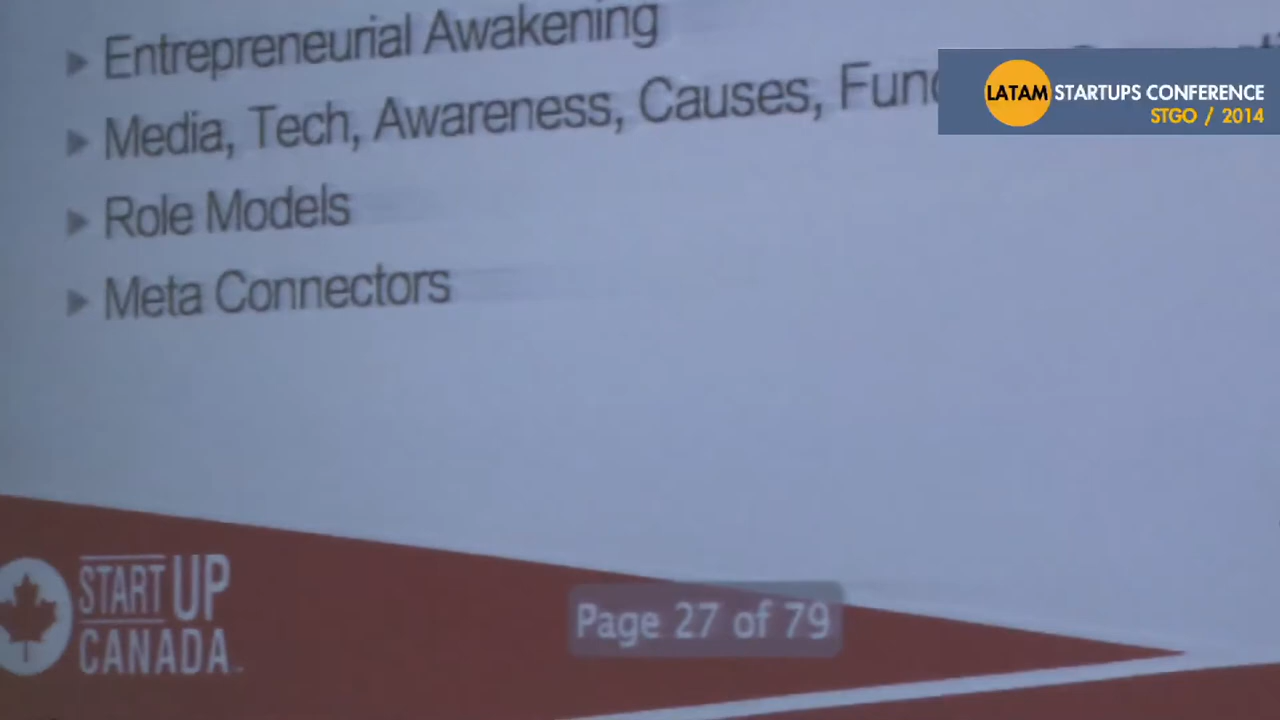 Entrepreneurial Awakening
Media, Tech, Awareness, Causes,
Role Models
Meta Connectors
LATAM STARTUPS CONFERENCE
STGO / 2014
START UP
CANADA
Page 27 of 79